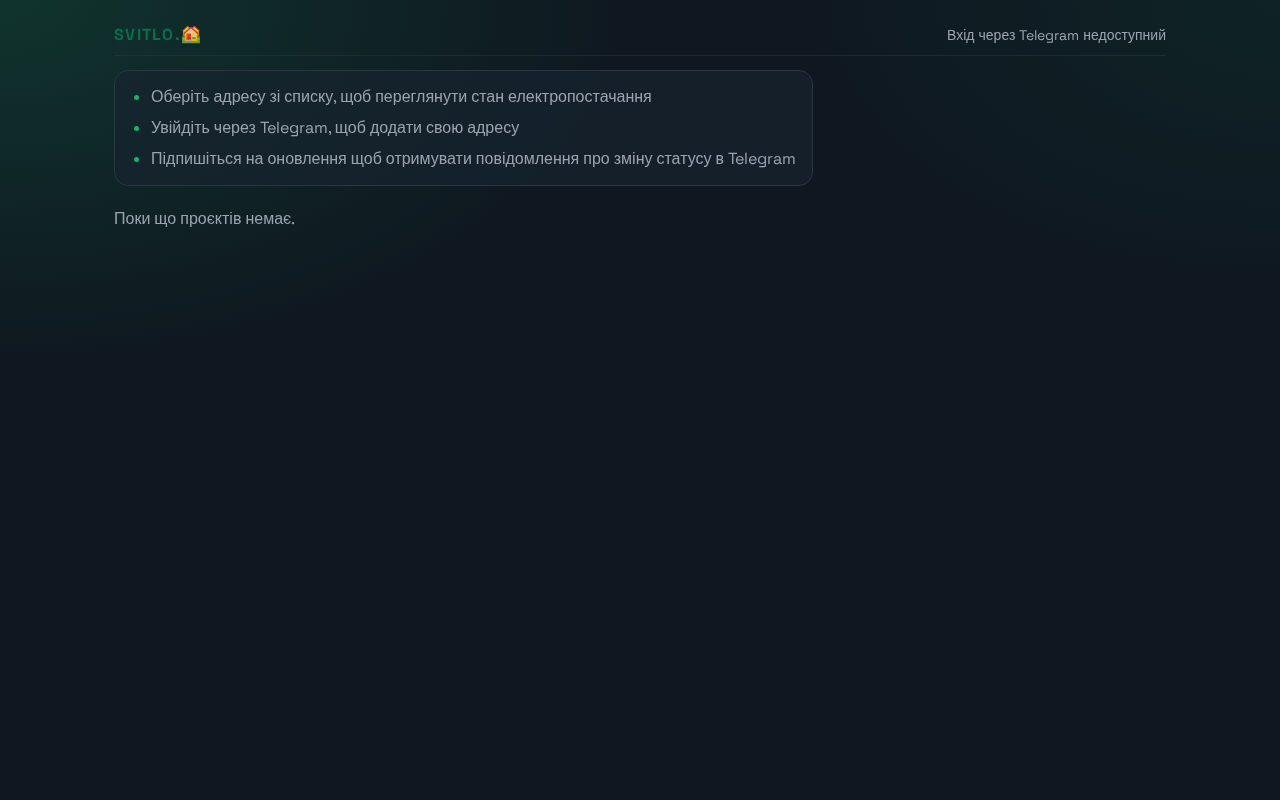 SVITLO.🏠
Вхід через Telegram недоступний
Оберіть адресу зі списку, щоб переглянути стан електропостачання
Увійдіть через Telegram, щоб додати свою адресу
Підпишіться на оновлення щоб отримувати повідомлення про зміну статусу в Telegram
Поки що проєктів немає.